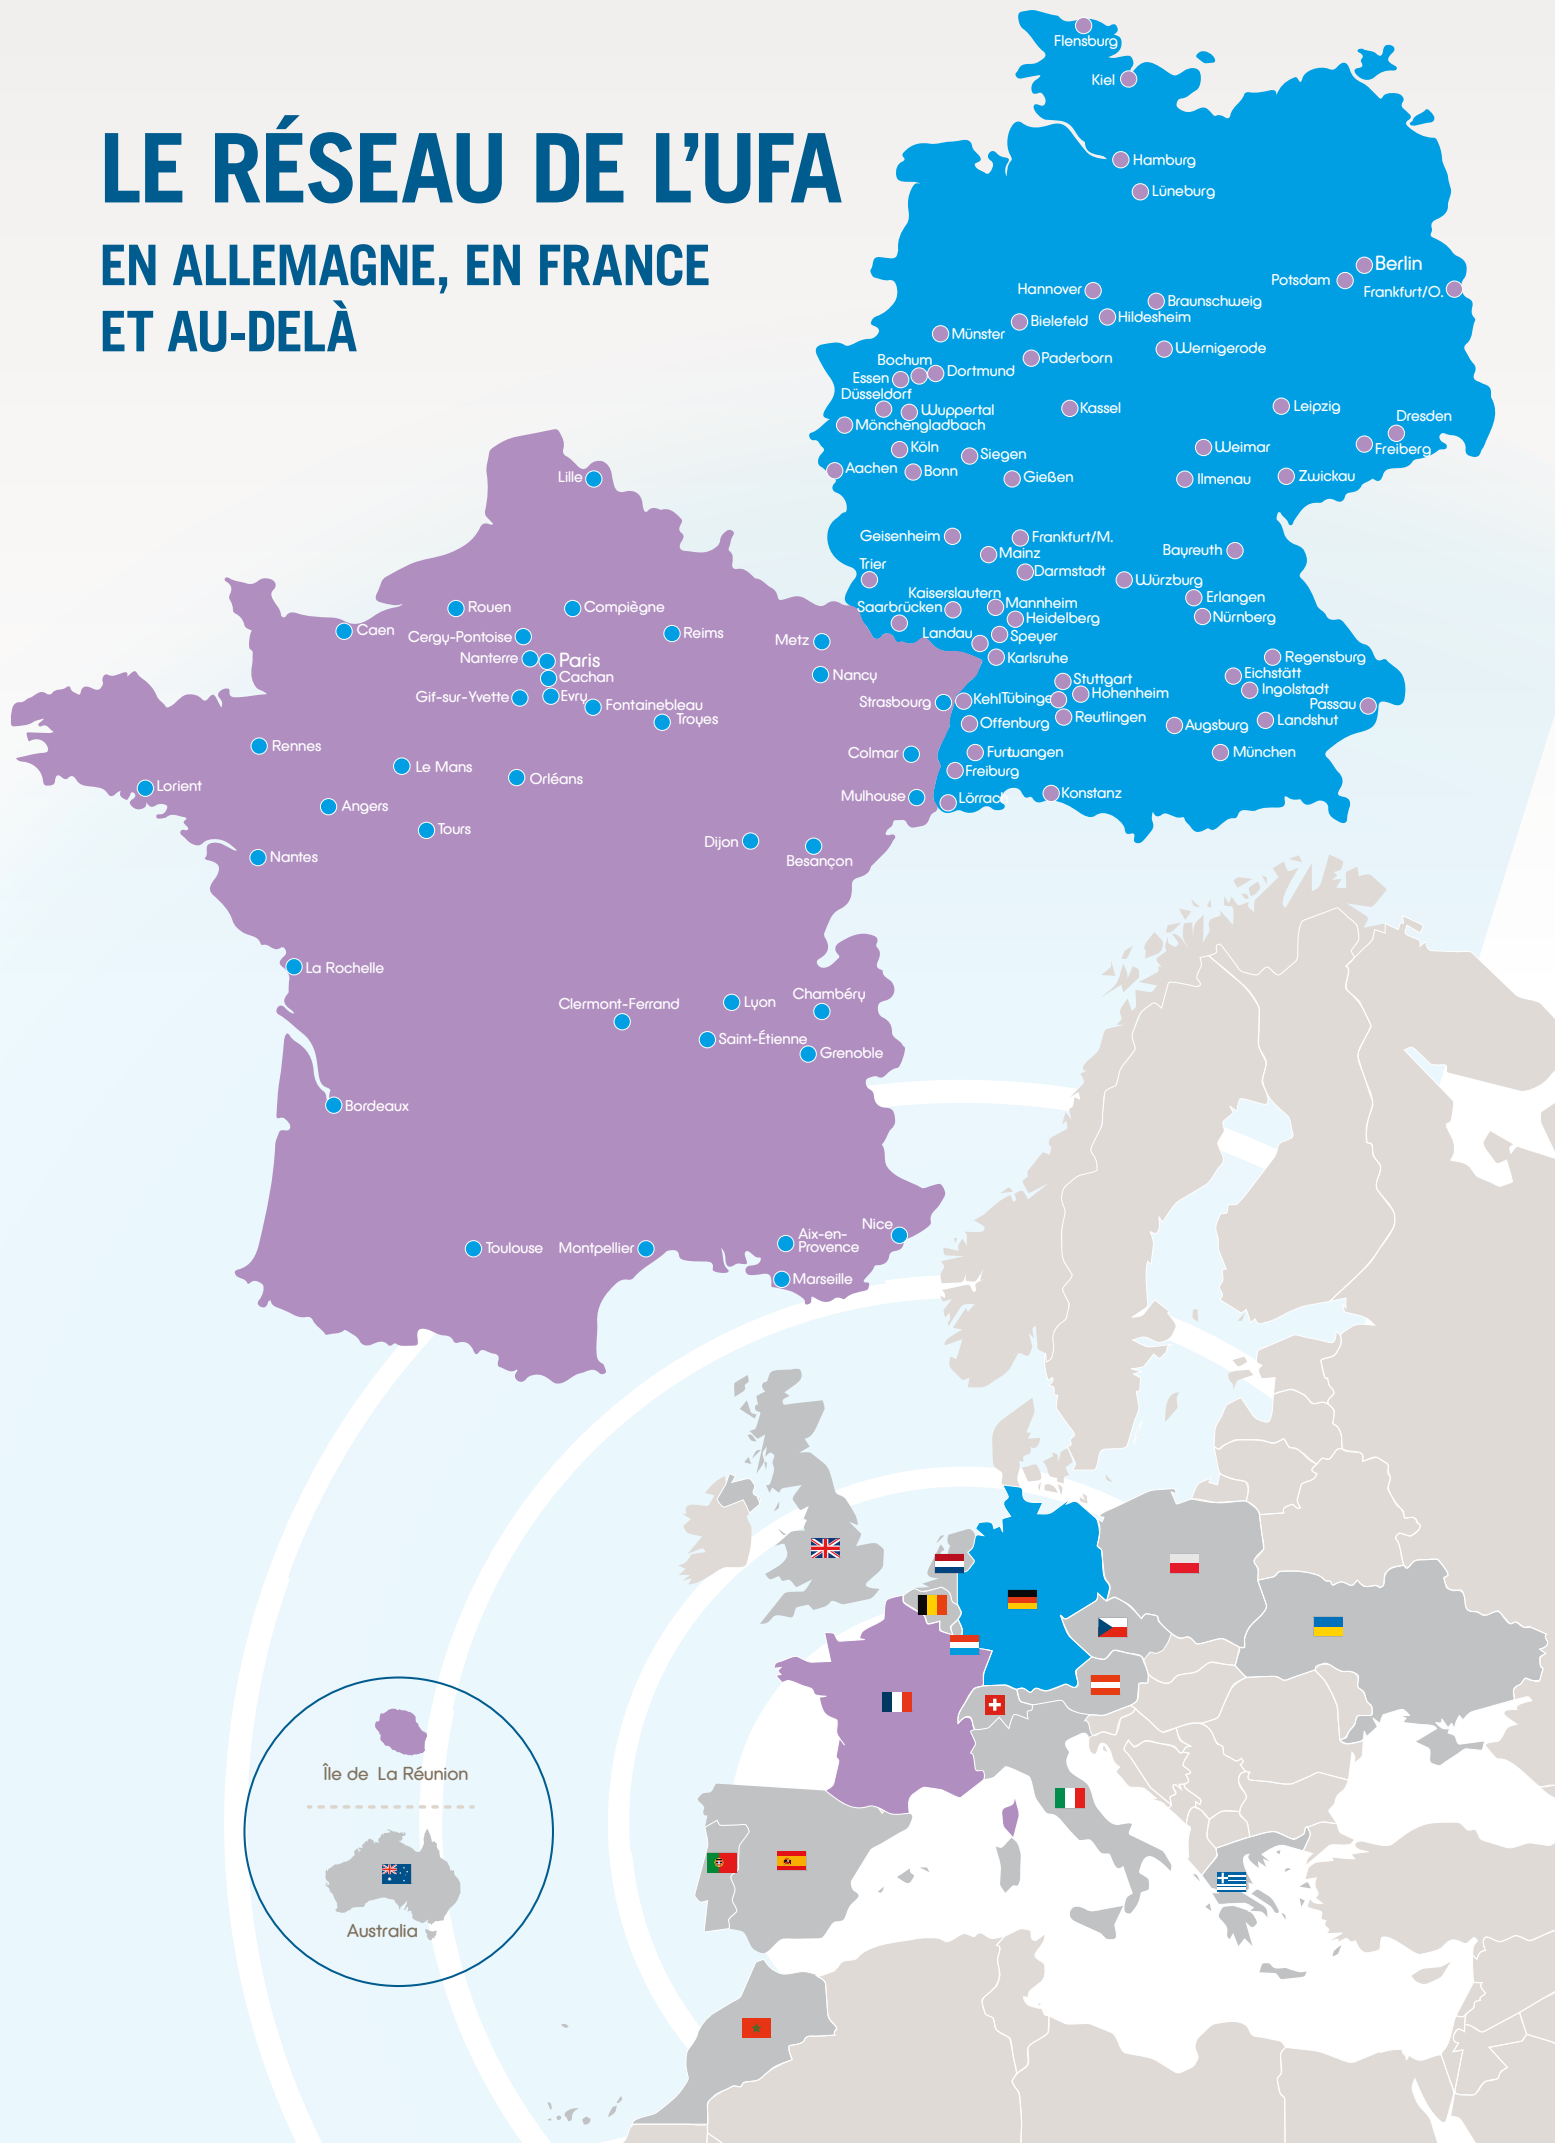 LE RÉSEAU DE L’UFA
EN ALLEMAGNE, EN FRANCE
ET AU-DELÀ
Flensburg
Kiel
Hamburg
Lüneburg
Berlin
Potsdam
Frankfurt/O.
Hannover
Braunschweig
Hildesheim
Bielefeld
Münster
Wernigerode
Paderborn
Bochum
Dortmund
Essen
Düsseldorf
Wuppertal
Kassel
Leipzig
Dresden
Mönchengladbach
Köln
Weimar
Freiberg
Siegen
Aachen
Bonn
Gießen
Ilmenau
Zwickau
Geisenheim
Frankfurt/M.
Mainz
Bayreuth
Trier
Darmstadt
Würzburg
Kaiserslautern
Erlangen
Saarbrücken
Mannheim
Heidelberg
Nürnberg
Landau
Speyer
Karlsruhe
Regensburg
Stuttgart
Eichstätt
Hohenheim
Ingolstadt
Kehl
Tübinge
Passau
Offenburg
Reutlingen
Augsburg
Landshut
Furtwangen
München
Freiburg
Lörrach
Konstanz
Lille
Rouen
Compiègne
Caen
Cergy-Pontoise
Reims
Metz
Nanterre
Paris
Cachan
Nancy
Gif-sur-Yvette
Evry
Fontainebleau
Strasbourg
Troyes
Rennes
Colmar
Le Mans
Orléans
Lorient
Angers
Mulhouse
Tours
Dijon
Nantes
Besançon
La Rochelle
Clermont-Ferrand
Lyon
Chambéry
Saint-Étienne
Grenoble
Bordeaux
Nice
Aix-en-
Provence
Toulouse
Montpellier
Marseille
Île de La Réunion
Australia